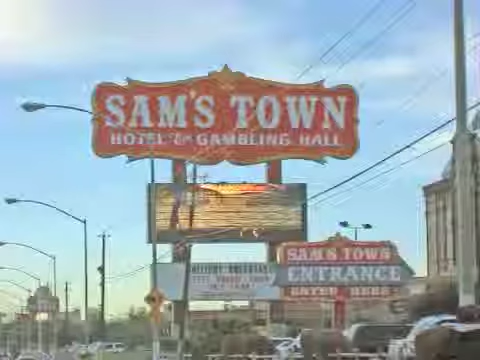 SAM'S TOWN
HOTEL & GAMBLING HALL
SAM'S TOWN
ENTRANCE
ENTER HERE